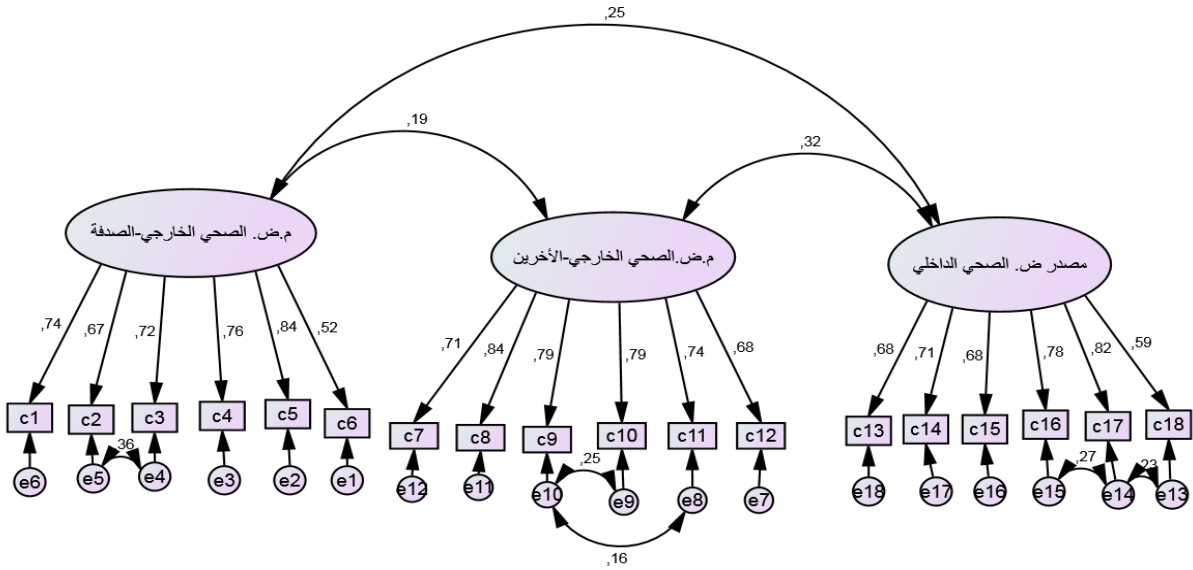 ,25
,19
,32
م.ض. الصحي الخارجي-الصدفة
م.ض.الصحي الخارجي-الأخرين
مصدر ض. الصحي الداخلي
,74 ,67 ,72 ,76 ,84 ,52
,71 ,84 ,79 ,79 ,74 ,68
,68 ,71 ,68 ,78 ,82 ,59
c1 c2 c3 c4 c5 c6
c7 c8 c9 c10 c11 c12
c13 c14 c15 c16 c17 c18
,36
e6 e5 e4 e3 e2 e1
,25
e12 e11 e10 e9 e8 e7
,27 ,23
e18 e17 e16 e15 e14 e13
,16